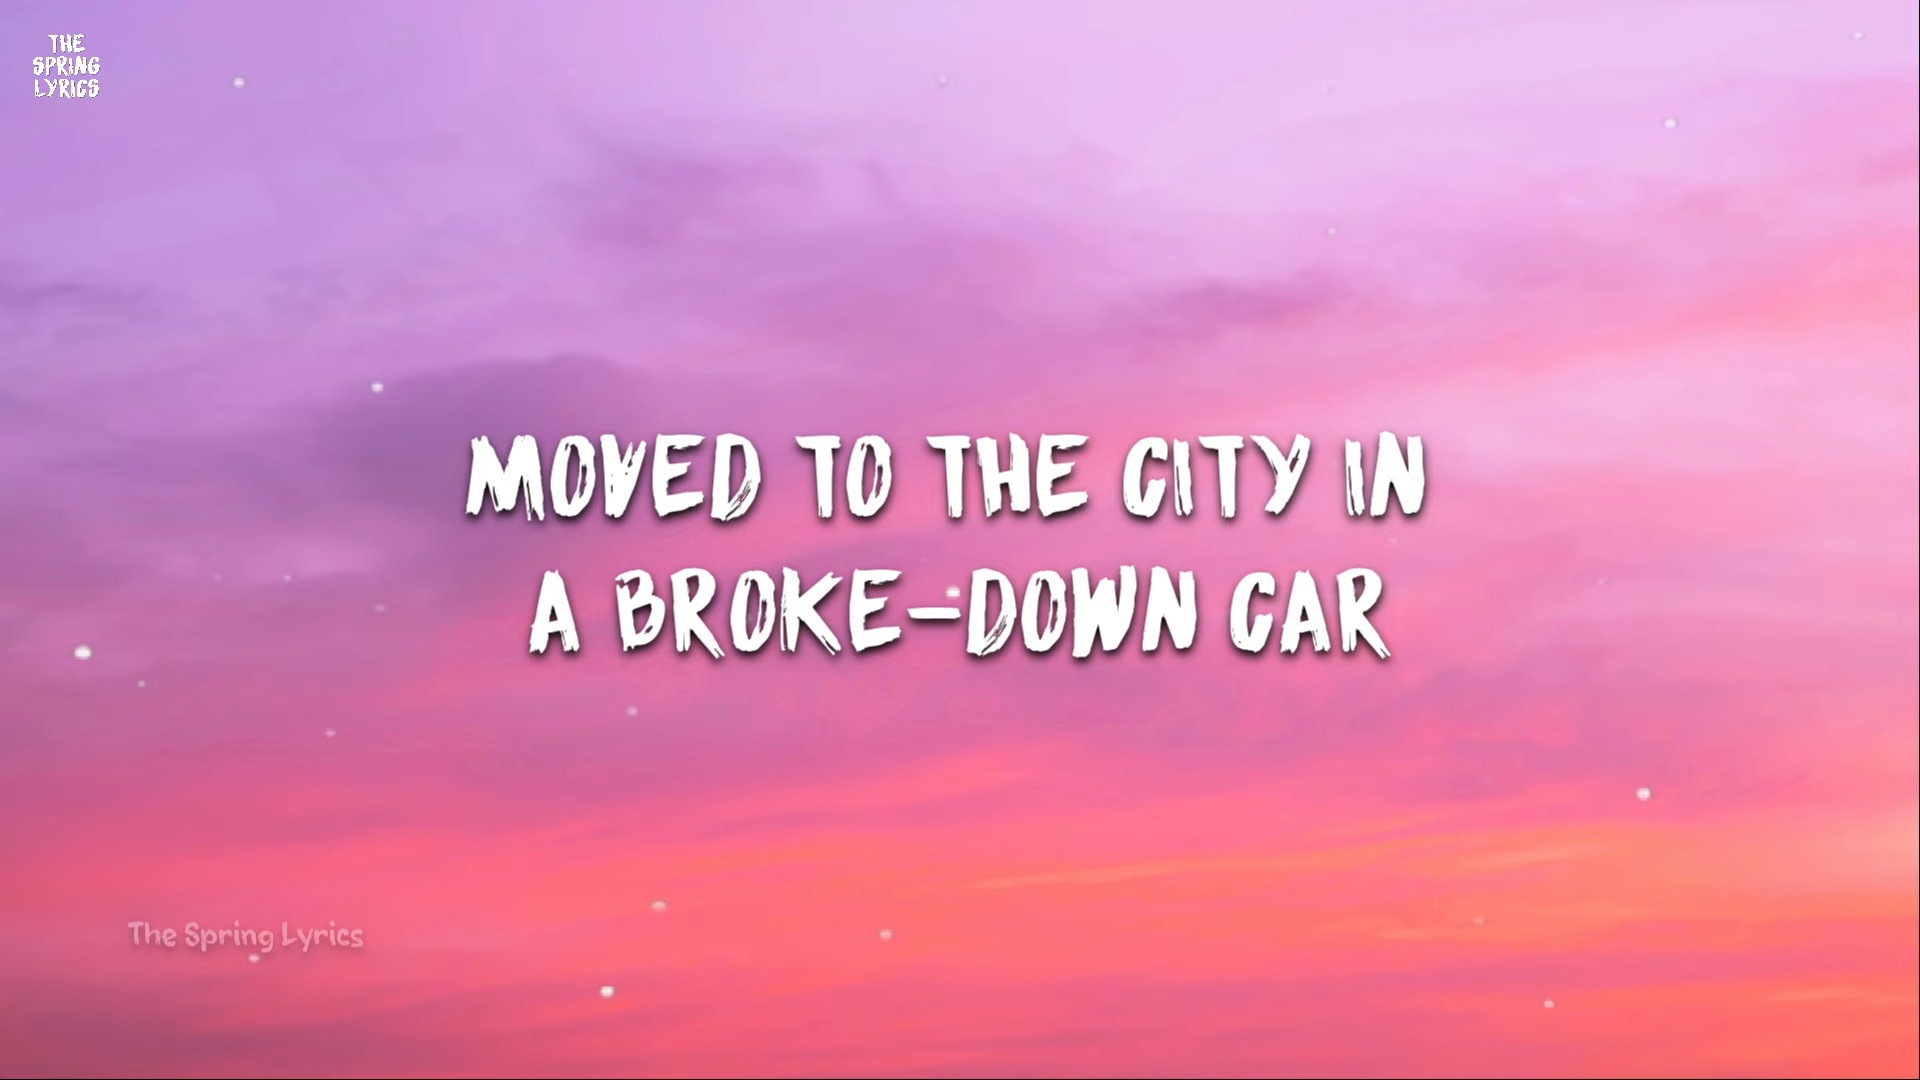 THE
SPRING
LYRICS
MOVED TO THE CITY IN
A BROKE-DOWN CAR
The Spring Lyrics